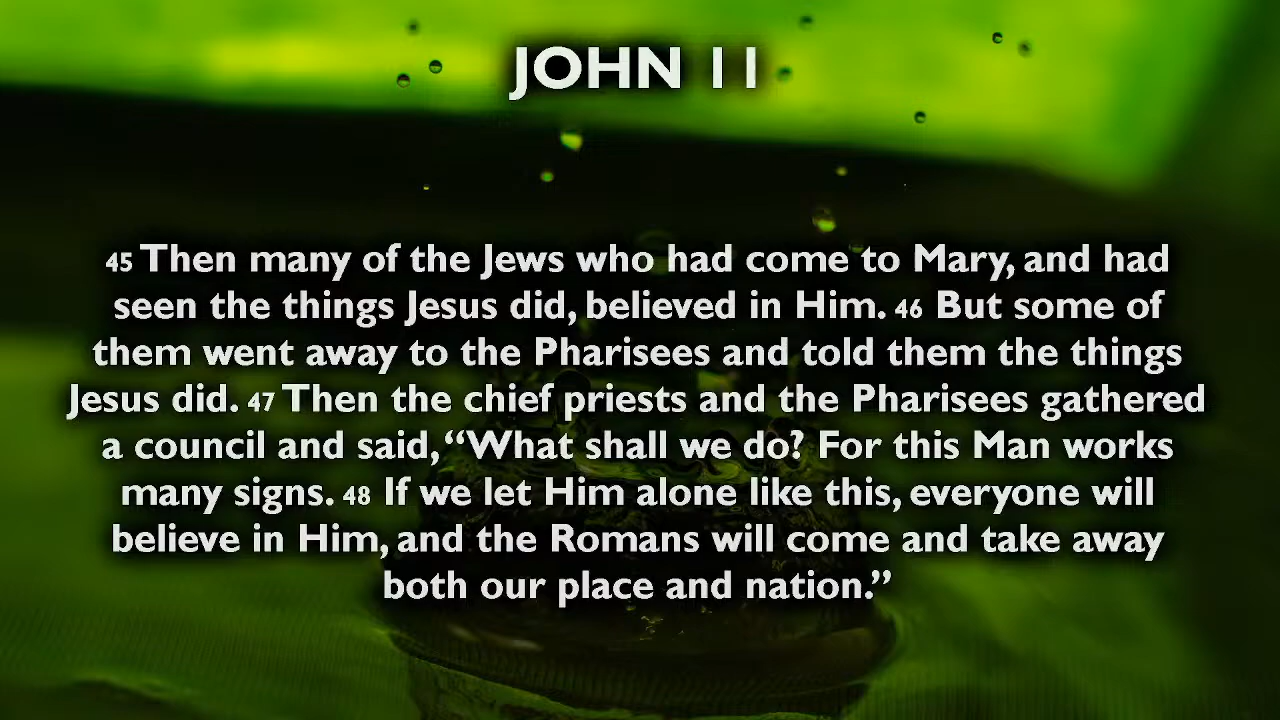 JOHN 11
45 Then many of the Jews who had come to Mary, and had
seen the things Jesus did, believed in Him. 46 But some of
them went away to the Pharisees and told them the things
Jesus did. 47 Then the chief priests and the Pharisees gathered
a council and said, “What shall we do? For this Man works
many signs. 48 If we let Him alone like this, everyone will
believe in Him, and the Romans will come and take away
both our place and nation.”